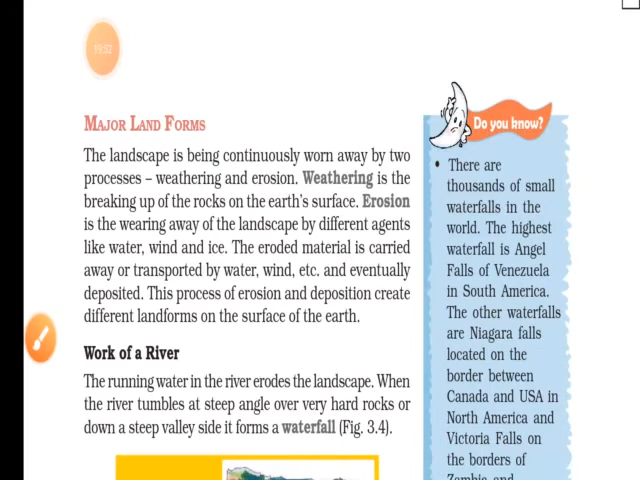 19:52
MAJOR LAND FORMS
The landscape is being continuously worn away by two
processes – weathering and erosion. Weathering is the
breaking up of the rocks on the earth's surface. Erosion
is the wearing away of the landscape by different agents
like water, wind and ice. The eroded material is carried
away or transported by water, wind, etc. and eventually
deposited. This process of erosion and deposition create
different landforms on the surface of the earth.
Work of a River
The running water in the river erodes the landscape. When
the river tumbles at steep angle over very hard rocks or
down a steep valley side it forms a waterfall (Fig. 3.4).
Do you know?
• There are
thousands of small
waterfalls in the
world. The highest
waterfall is Angel
Falls of Venezuela
in South America.
The other waterfalls
are Niagara falls
located on the
border between
Canada and USA in
North America and
Victoria Falls on
the borders of
Zambia and